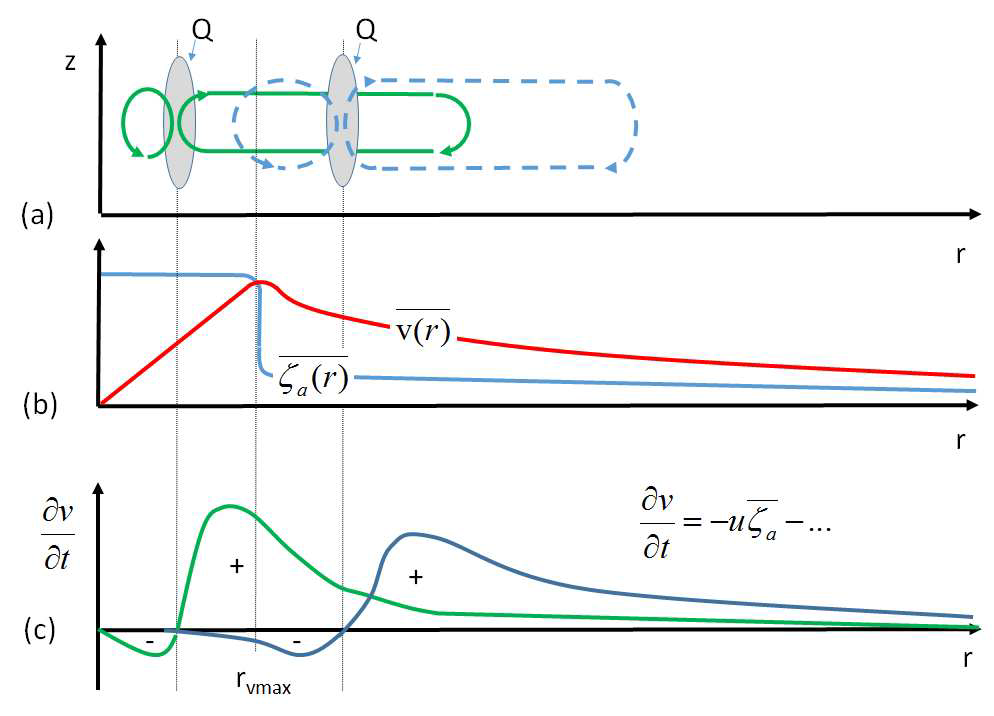 Q Q
z
(a)
r
v(r)
ζa(r)
(b)
r
∂v/∂t
∂v/∂t = -uζa - ...
+
+
(c)
-
-
r
rvmax